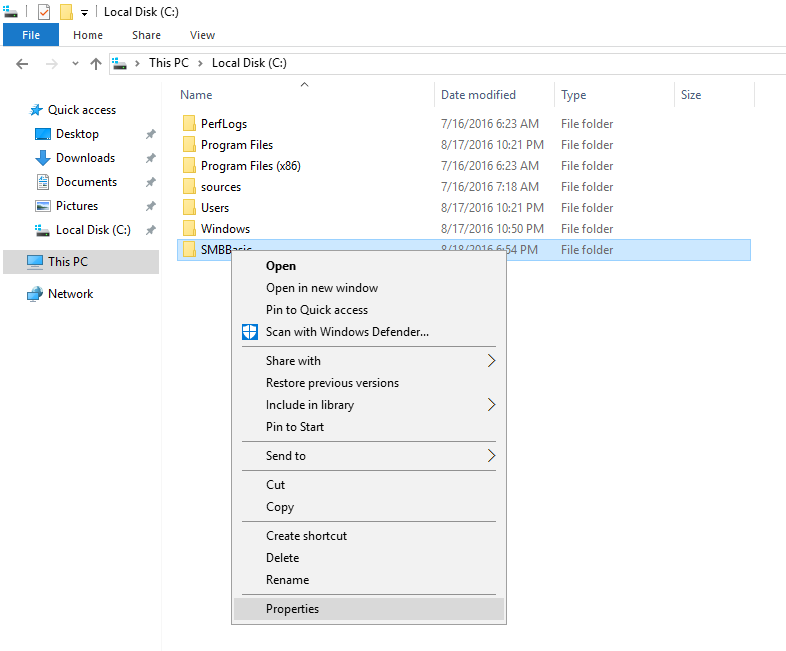 Local Disk (C:)
File Home Share View
This PC Local Disk (C:)
Name Date modified Type Size
Quick access
Desktop
Downloads
Documents
Pictures
Local Disk (C:)
This PC
Network
PerfLogs 7/16/2016 6:23 AM File folder
Program Files 8/17/2016 10:21 PM File folder
Program Files (x86) 7/16/2016 6:23 AM File folder
sources 7/16/2016 7:18 AM File folder
Users 8/17/2016 10:21 PM File folder
Windows 8/17/2016 10:50 PM File folder
SMBBasic 8/18/2016 6:54 PM File folder
Open
Open in new window
Pin to Quick access
Scan with Windows Defender...
Share with
Restore previous versions
Include in library
Pin to Start
Send to
Cut
Copy
Create shortcut
Delete
Rename
Properties